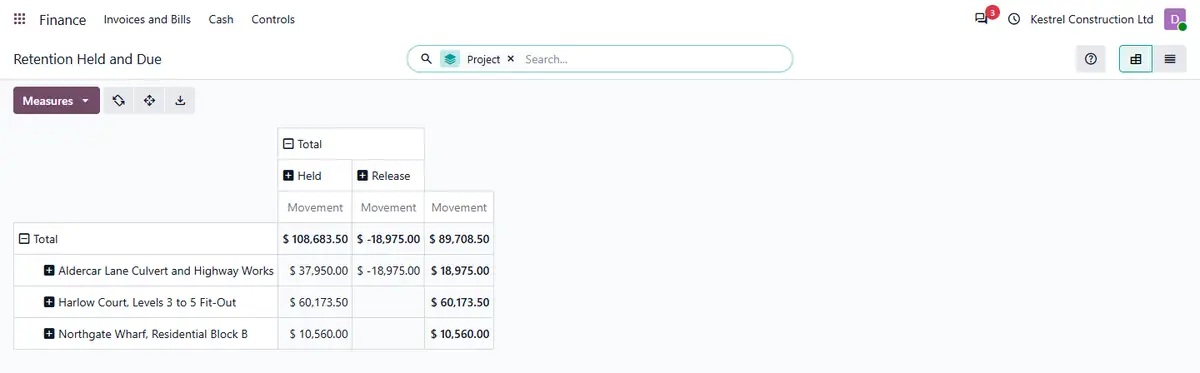 Finance Invoices and Bills Cash Controls 3 Kestrel Construction Ltd D
Retention Held and Due Project × Search...
Measures
Total
Held Release
Movement Movement Movement
Total $ 108,683.50 $ -18,975.00 $ 89,708.50
Aldercar Lane Culvert and Highway Works $ 37,950.00 $ -18,975.00 $ 18,975.00
Harlow Court, Levels 3 to 5 Fit-Out $ 60,173.50 $ 60,173.50
Northgate Wharf, Residential Block B $ 10,560.00 $ 10,560.00